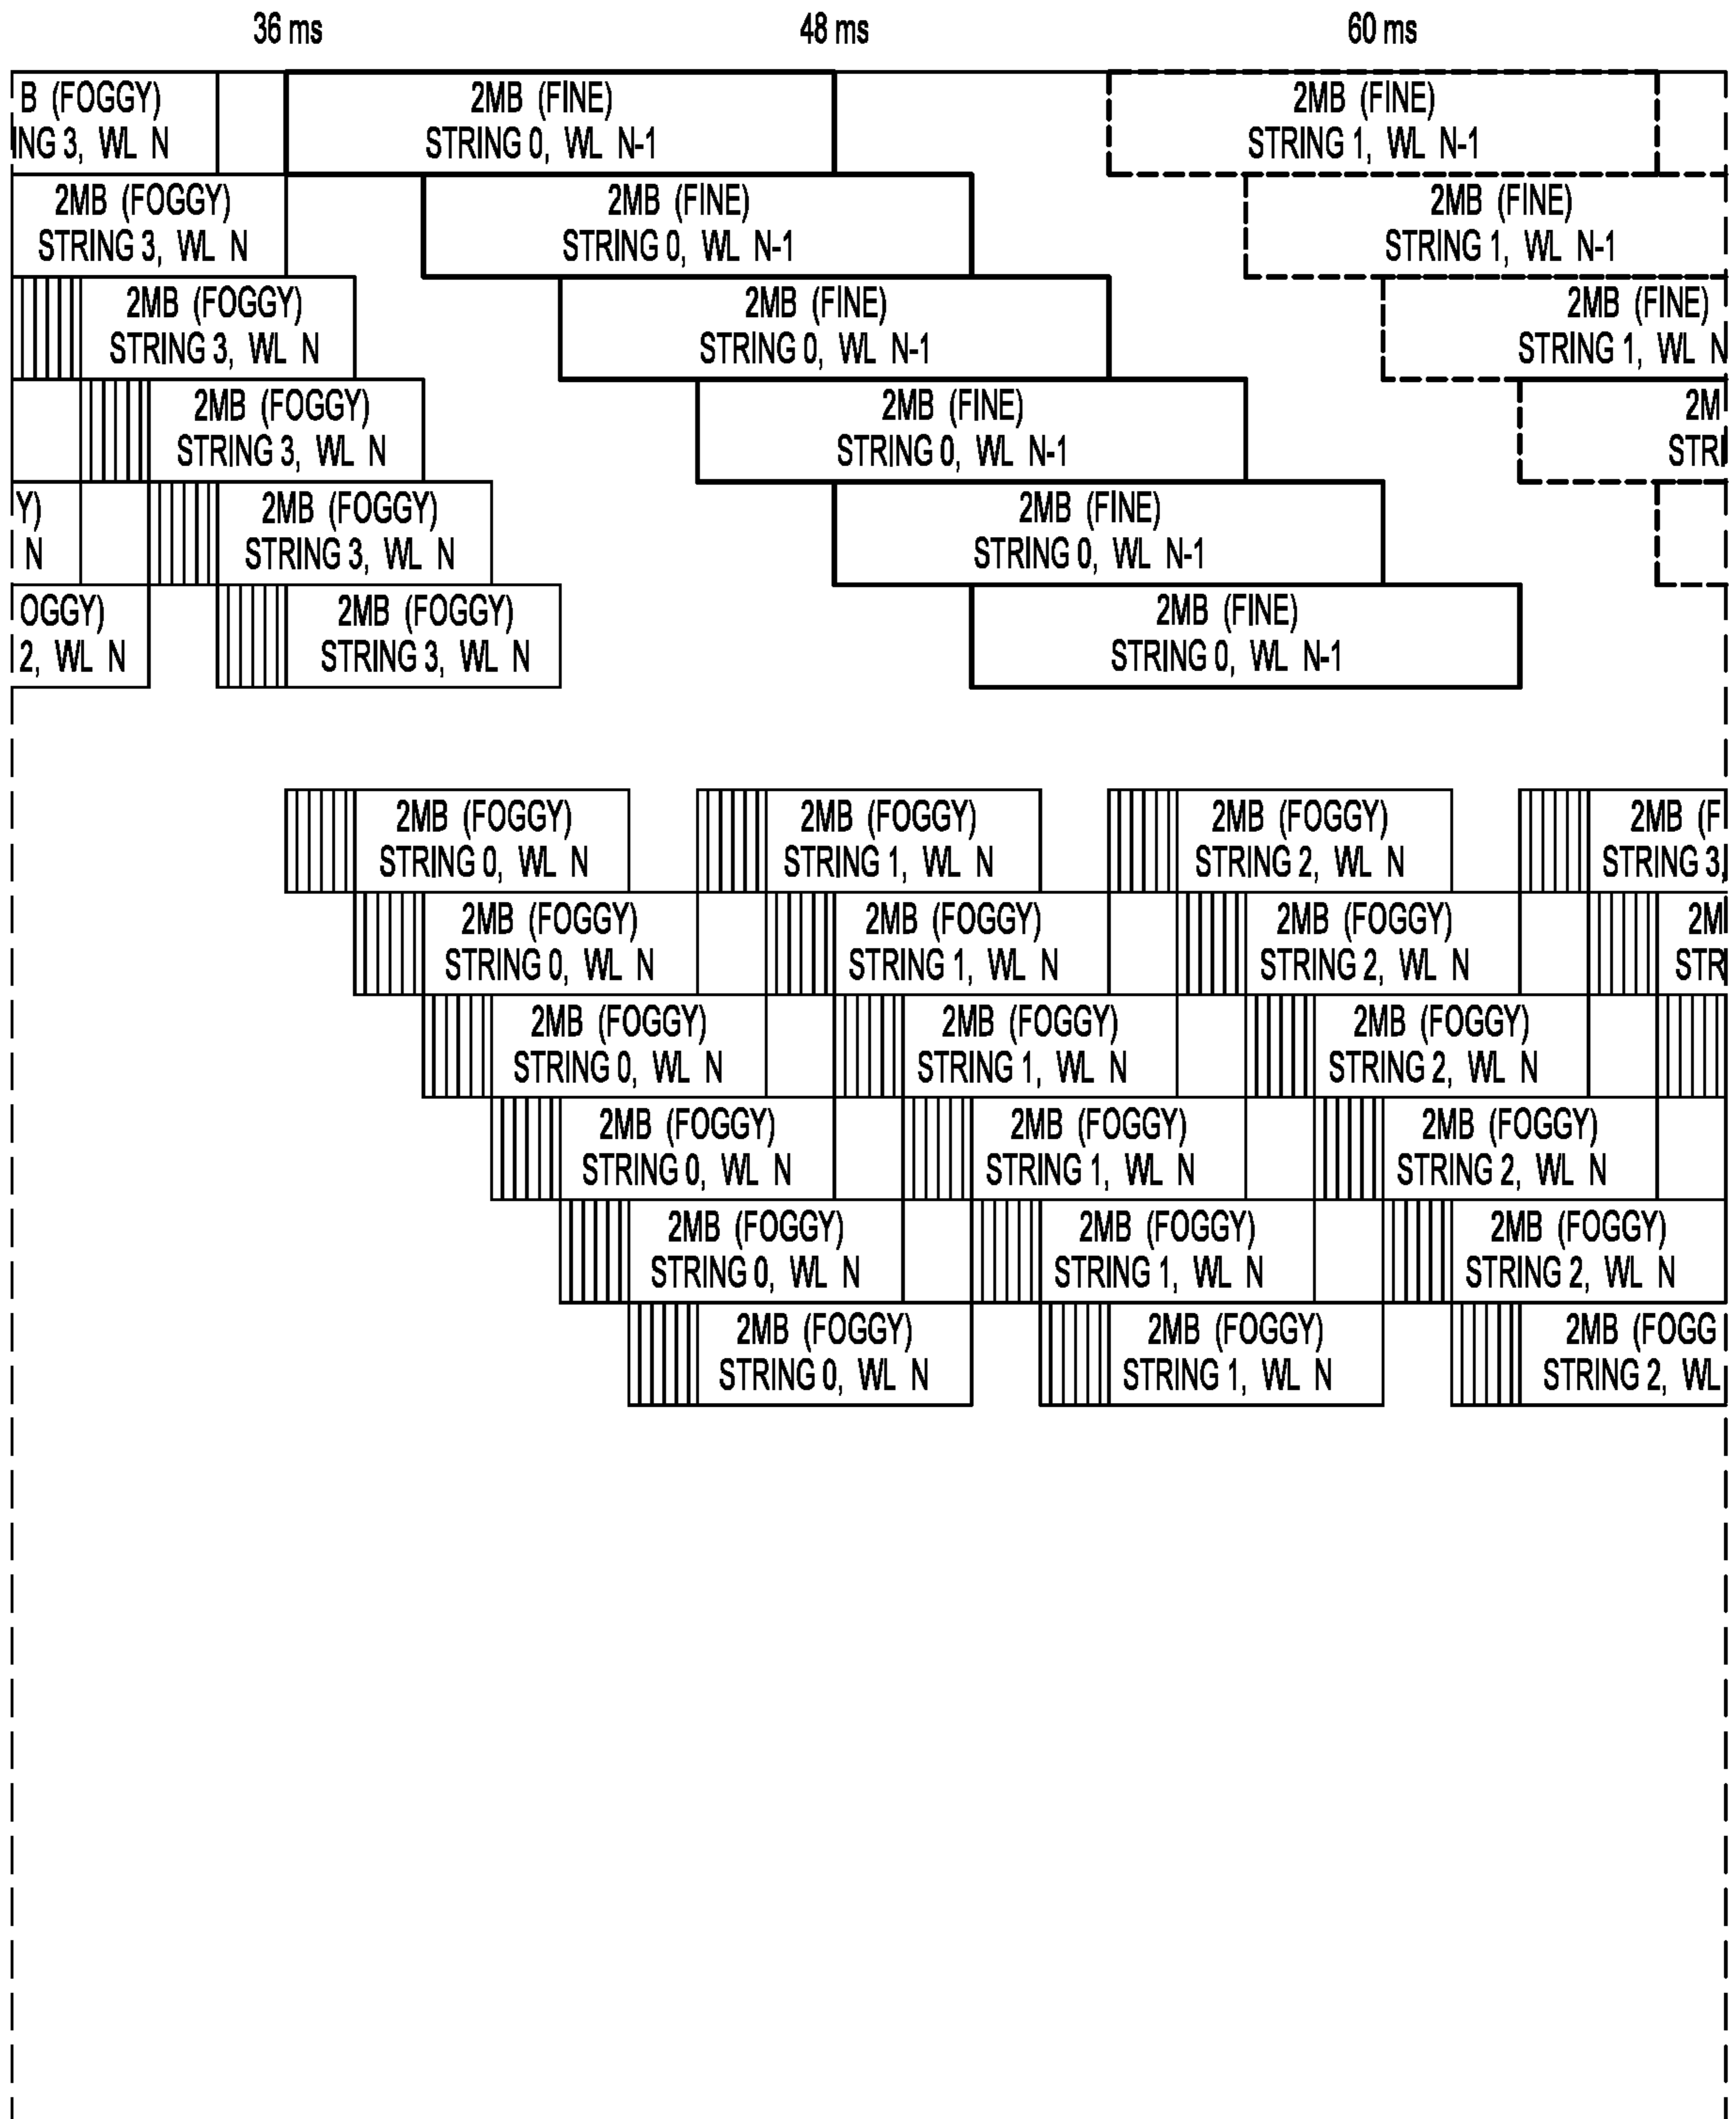 36 ms 48 ms 60 ms
B (FOGGY)
ING 3, WL N
2MB (FINE)
STRING 0, WL N-1
2MB (FINE)
STRING 1, WL N-1
2MB (FOGGY)
STRING 3, WL N
2MB (FINE)
STRING 0, WL N-1
2MB (FINE)
STRING 1, WL N-1
2MB (FOGGY)
STRING 3, WL N
2MB (FINE)
STRING 0, WL N-1
2MB (FINE)
STRING 1, WL N
2MB (FOGGY)
STRING 3, WL N
2MB (FINE)
STRING 0, WL N-1
2M
STRI
Y)
N
2MB (FOGGY)
STRING 3, WL N
2MB (FINE)
STRING 0, WL N-1
OGGY)
2, WL N
2MB (FOGGY)
STRING 3, WL N
2MB (FINE)
STRING 0, WL N-1
2MB (FOGGY)
STRING 0, WL N
2MB (FOGGY)
STRING 1, WL N
2MB (FOGGY)
STRING 2, WL N
2MB (F
STRING 3,
2MB (FOGGY)
STRING 0, WL N
2MB (FOGGY)
STRING 1, WL N
2MB (FOGGY)
STRING 2, WL N
2M
STR
2MB (FOGGY)
STRING 0, WL N
2MB (FOGGY)
STRING 1, WL N
2MB (FOGGY)
STRING 2, WL N
2MB (FOGGY)
STRING 0, WL N
2MB (FOGGY)
STRING 1, WL N
2MB (FOGGY)
STRING 2, WL N
2MB (FOGGY)
STRING 0, WL N
2MB (FOGGY)
STRING 1, WL N
2MB (FOGGY)
STRING 2, WL N
2MB (FOGGY)
STRING 0, WL N
2MB (FOGGY)
STRING 1, WL N
2MB (FOGG
STRING 2, WL